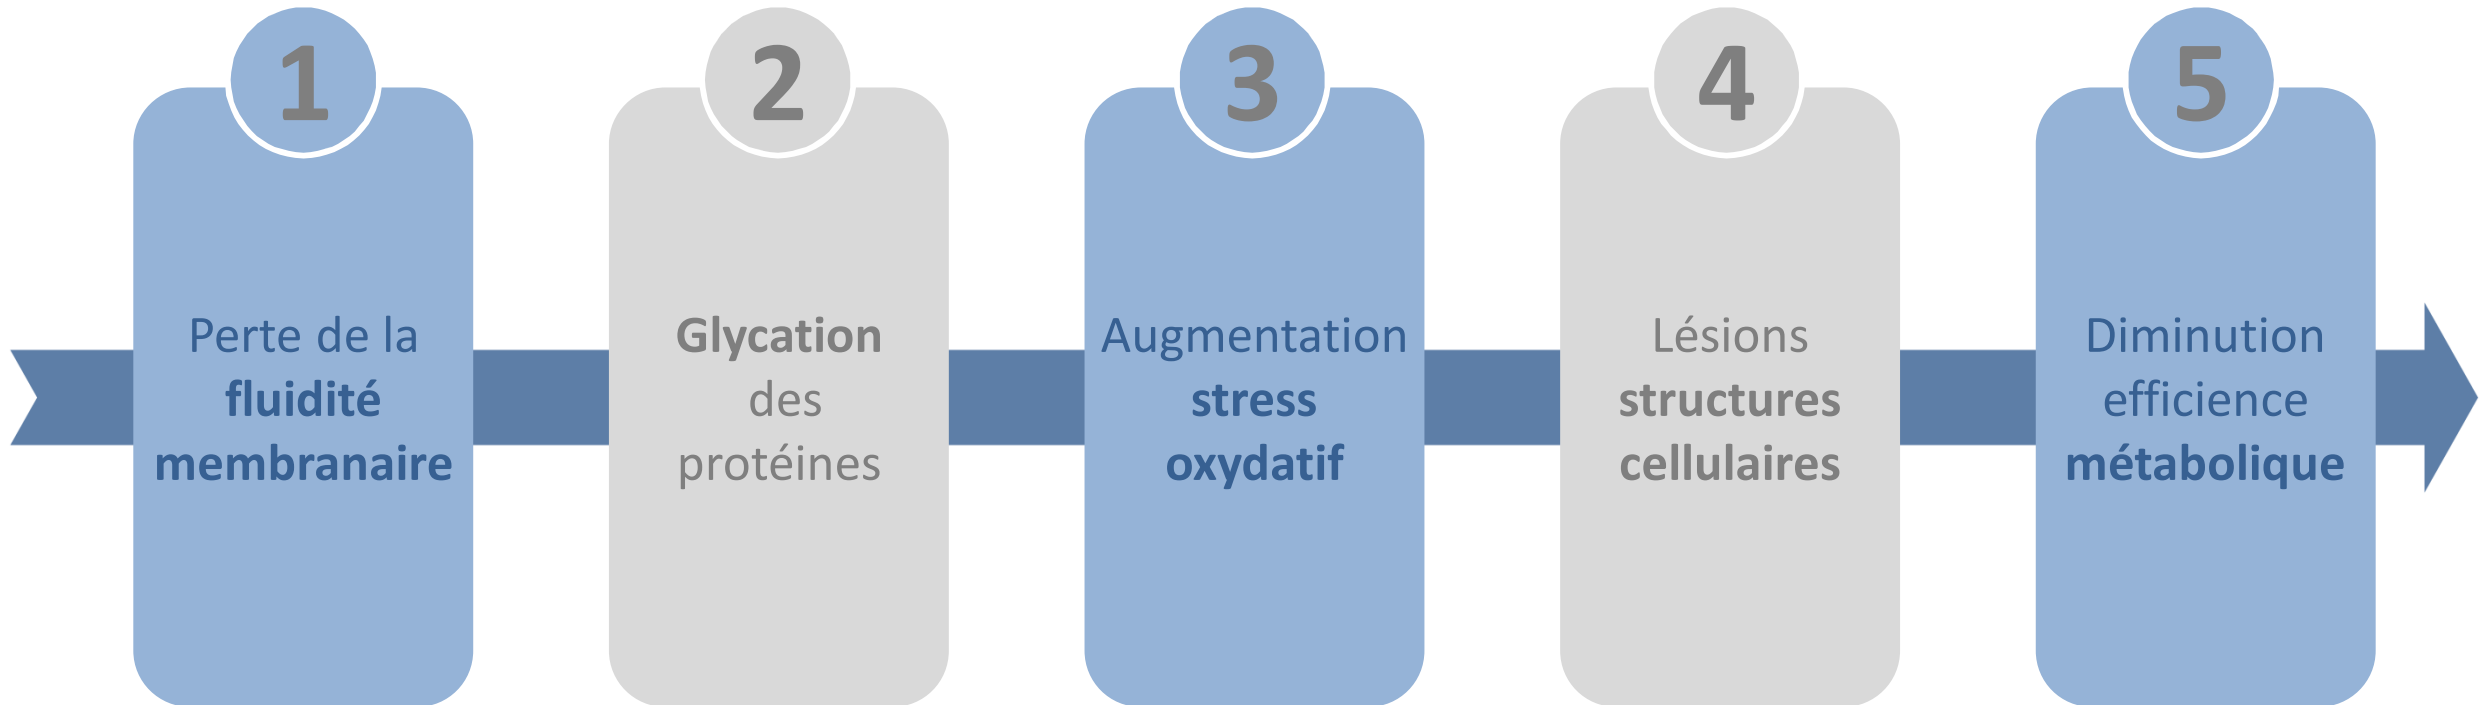 1
Perte de la
fluidité
membranaire
2
Glycation
des
protéines
3
Augmentation
stress
oxydatif
4
Lésions
structures
cellulaires
5
Diminution
efficience
métabolique